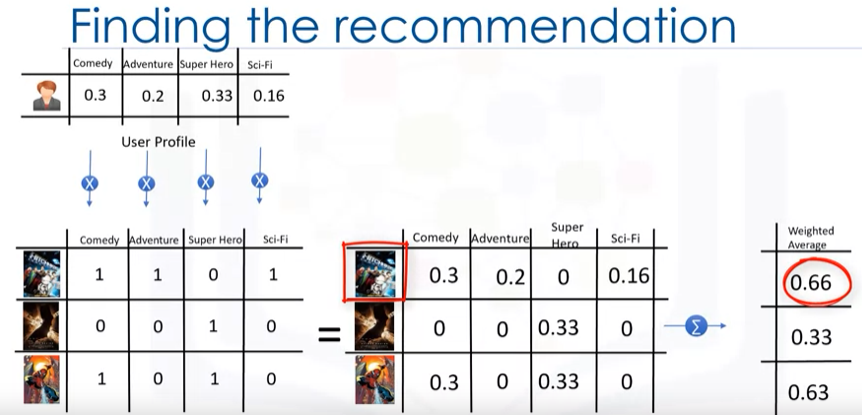 Finding the recommendation
Comedy Adventure Super Hero Sci-Fi
0.3 0.2 0.33 0.16
User Profile
X X X X
Comedy Adventure Super Hero Sci-Fi
1 1 0 1
0 0 1 0
1 0 1 0
=
Comedy Adventure Super Hero Sci-Fi
0.3 0.2 0 0.16
0 0 0.33 0
0.3 0 0.33 0
Σ
Weighted
Average
0.66
0.33
0.63